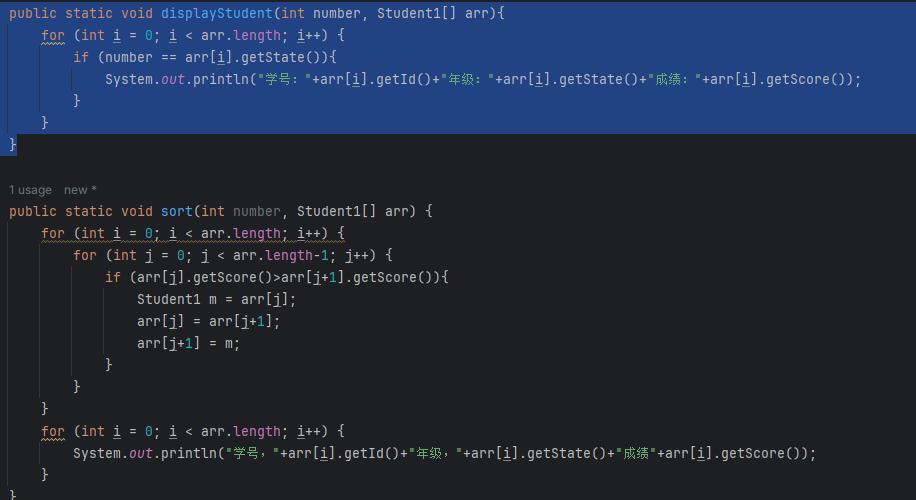 public static void displayStudent(int number, Student1[] arr){
    for (int i = 0; i < arr.length; i++) {
        if (number == arr[i].getState()){
            System.out.println("学号："+arr[i].getId()+"年级："+arr[i].getState()+"成绩："+arr[i].getScore());
        }
    }
}
1 usage new *
public static void sort(int number, Student1[] arr) {
    for (int i = 0; i < arr.length; i++) {
        for (int j = 0; j < arr.length-1; j++) {
            if (arr[j].getScore()>arr[j+1].getScore()){
                Student1 m = arr[j];
                arr[j] = arr[j+1];
                arr[j+1] = m;
            }
        }
    }
    for (int i = 0; i < arr.length; i++) {
        System.out.println("学号，"+arr[i].getId()+"年级，"+arr[i].getState()+"成绩"+arr[i].getScore());
    }
}